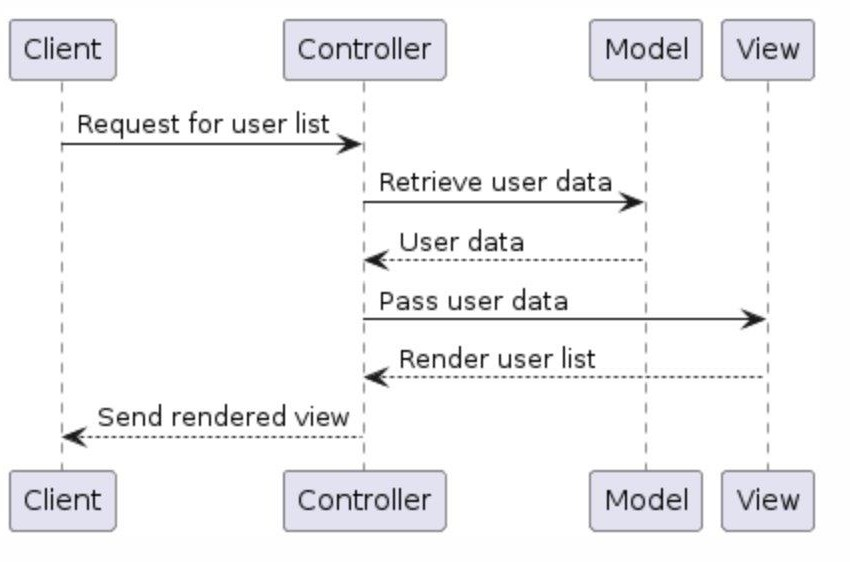 Client
Controller
Model
View
Request for user list
Retrieve user data
User data
Pass user data
Render user list
Send rendered view
Client
Controller
Model
View